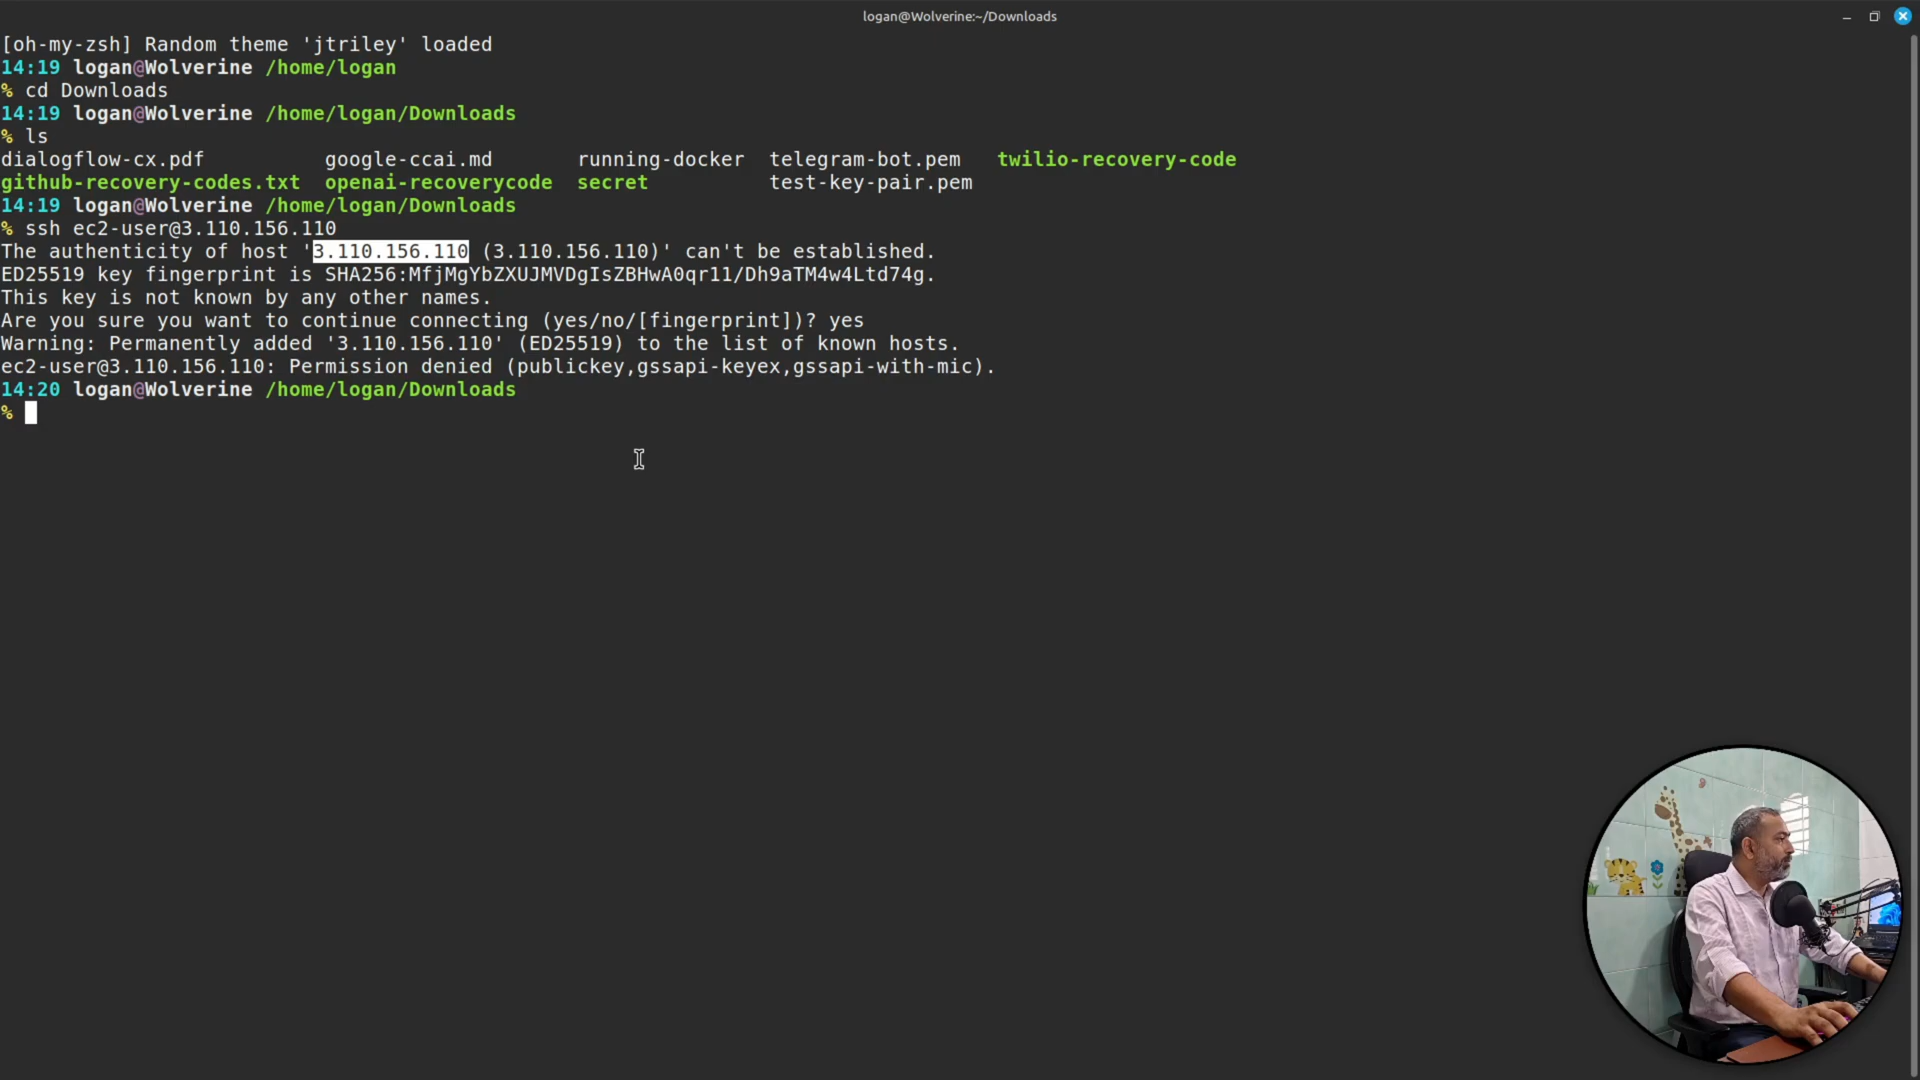 logan@Wolverine:~/Downloads
[oh-my-zsh] Random theme 'jtriley' loaded
14:19 logan@Wolverine /home/logan
% cd Downloads
14:19 logan@Wolverine /home/logan/Downloads
% ls
dialogflow-cx.pdf google-ccai.md running-docker telegram-bot.pem twilio-recovery-code
github-recovery-codes.txt openai-recoverycode secret test-key-pair.pem
14:19 logan@Wolverine /home/logan/Downloads
% ssh ec2-user@3.110.156.110
The authenticity of host '3.110.156.110 (3.110.156.110)' can't be established.
ED25519 key fingerprint is SHA256:MfjMgYbZXUJMVDgIsZBHwA0qr11/Dh9aTM4w4Ltd74g.
This key is not known by any other names.
Are you sure you want to continue connecting (yes/no/[fingerprint])? yes
Warning: Permanently added '3.110.156.110' (ED25519) to the list of known hosts.
ec2-user@3.110.156.110: Permission denied (publickey,gssapi-keyex,gssapi-with-mic).
14:20 logan@Wolverine /home/logan/Downloads
%